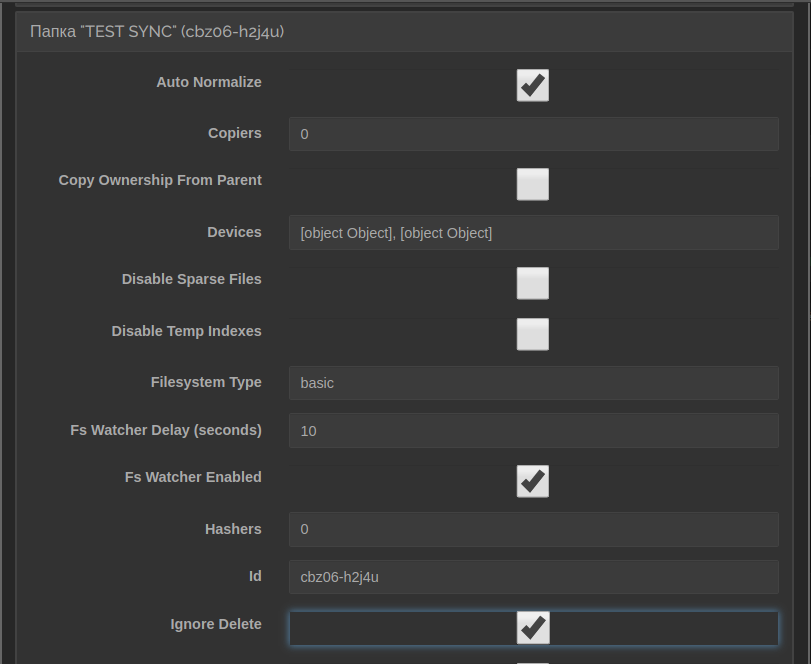 Папка "TEST SYNC" (cbz06-h2j4u)
Auto Normalize
Copiers 0
Copy Ownership From Parent
Devices [object Object], [object Object]
Disable Sparse Files
Disable Temp Indexes
Filesystem Type basic
Fs Watcher Delay (seconds) 10
Fs Watcher Enabled
Hashers 0
Id cbz06-h2j4u
Ignore Delete